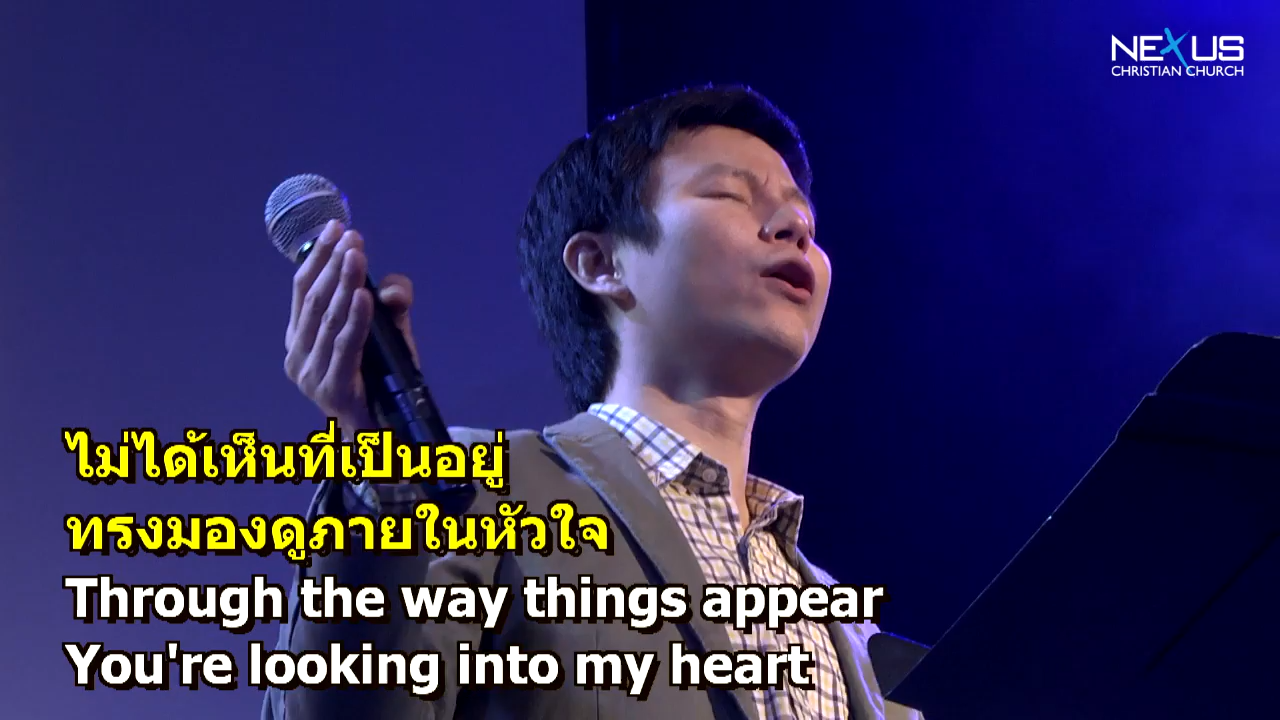 NEXUS
CHRISTIAN CHURCH
ไม่ได้เห็นที่เป็นอยู่
ทรงมองดูภายในหัวใจ
Through the way things appear
You're looking into my heart